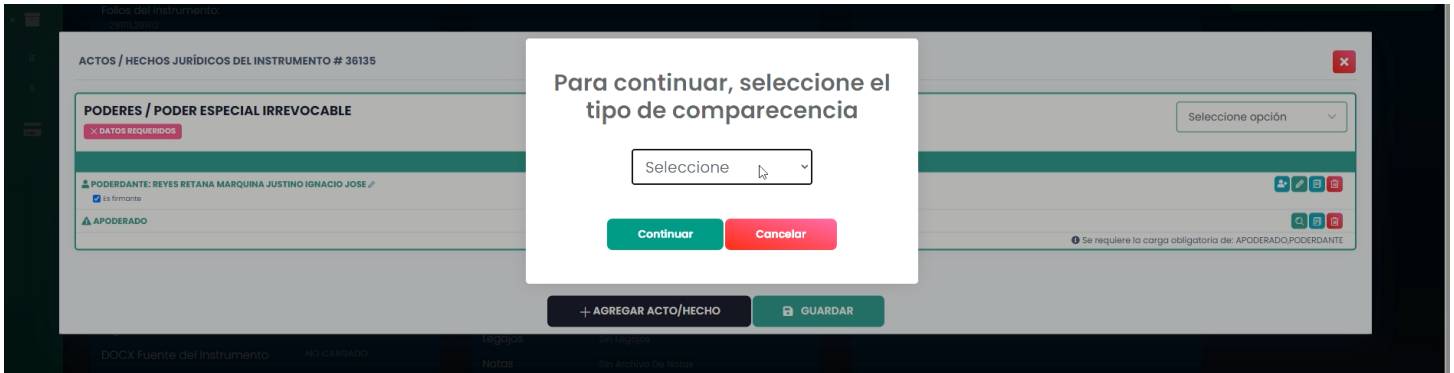 Folios del instrumento:
ACTOS / HECHOS JURÍDICOS DEL INSTRUMENTO # 36135
Para continuar, seleccione el
tipo de comparecencia
PODERES / PODER ESPECIAL IRREVOCABLE
Seleccione opción
× DATOS REQUERIDOS
Seleccione
PODERDANTE: REYES RETANA MARQUINA JUSTINO IGNACIO JOSE
Es firmante
APODERADO
Continuar
Cancelar
Se requiere la carga obligatoria de: APODERADO,PODERDANTE
+ AGREGAR ACTO/HECHO
GUARDAR
Legajos
Sin Legajos
DOCX Fuente del Instrumento
NO CARGADO
Notas
Sin Archivo De Notas